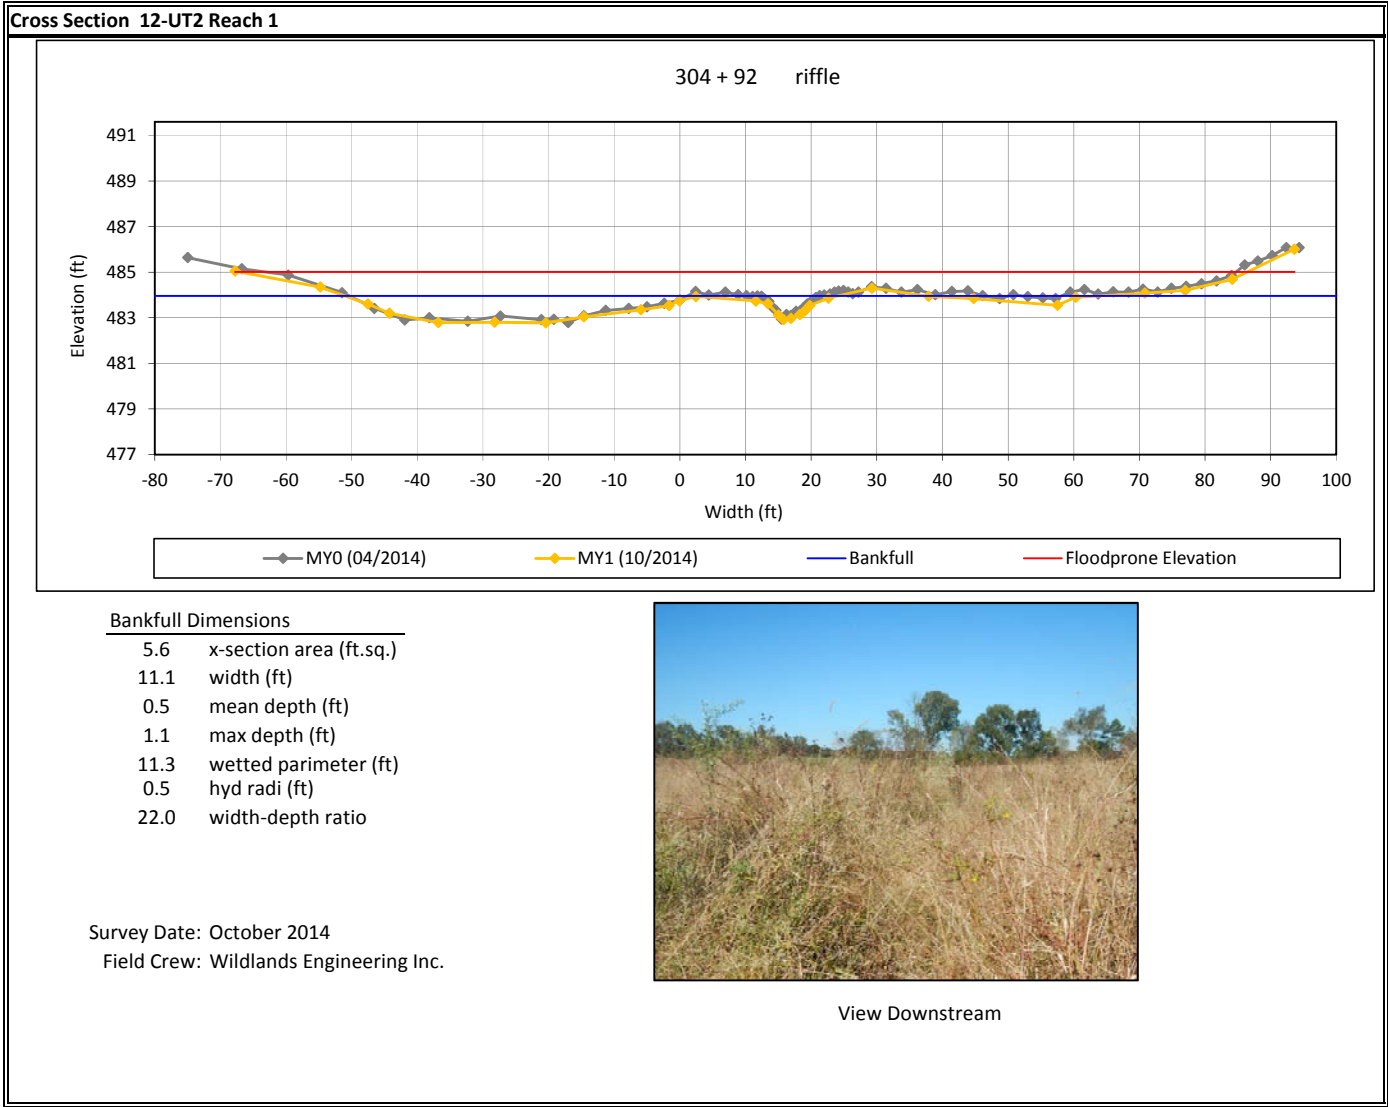 Cross Section 12-UT2 Reach 1
304 + 92 riffle
491
489
487
485
483
481
479
477
Elevation (ft)
-80 -70 -60 -50 -40 -30 -20 -10 0 10 20 30 40 50 60 70 80 90 100
Width (ft)
MY0 (04/2014) MY1 (10/2014) Bankfull Floodprone Elevation
Bankfull Dimensions
5.6 x-section area (ft.sq.)
11.1 width (ft)
0.5 mean depth (ft)
1.1 max depth (ft)
11.3 wetted parimeter (ft)
0.5 hyd radi (ft)
22.0 width-depth ratio
Survey Date: October 2014
Field Crew: Wildlands Engineering Inc.
View Downstream